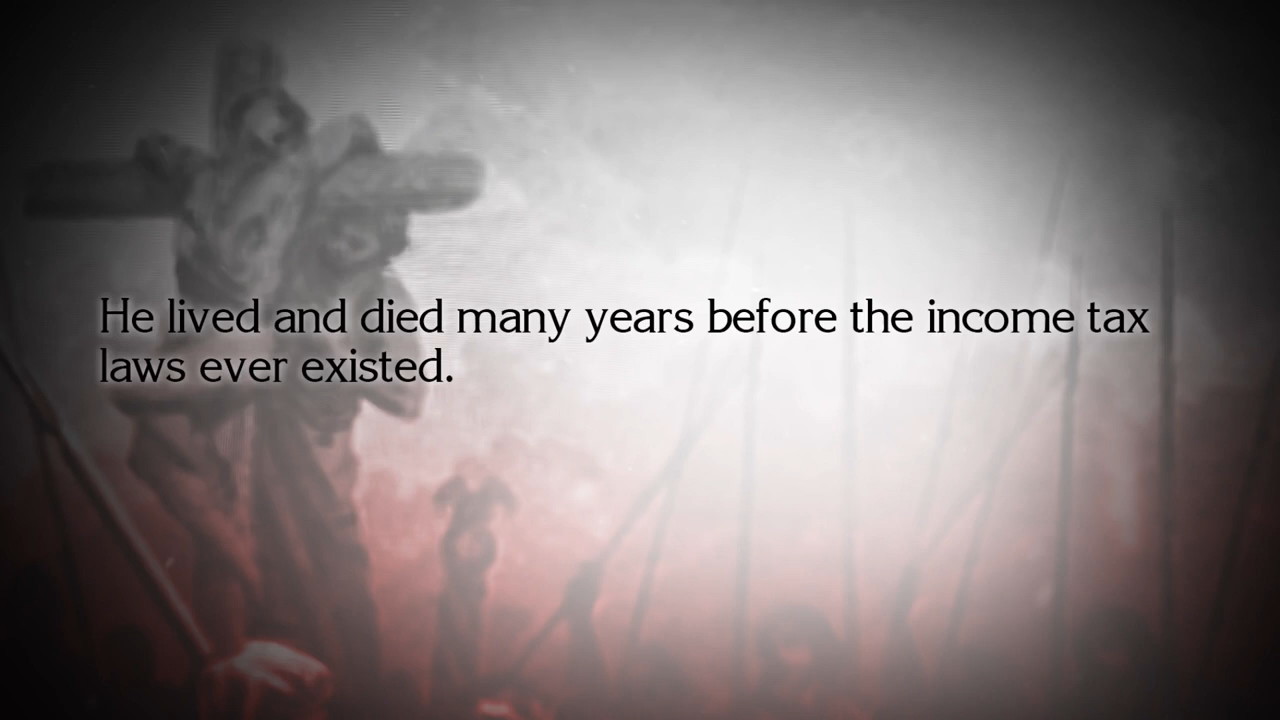 He lived and died many years before the income tax
laws ever existed.